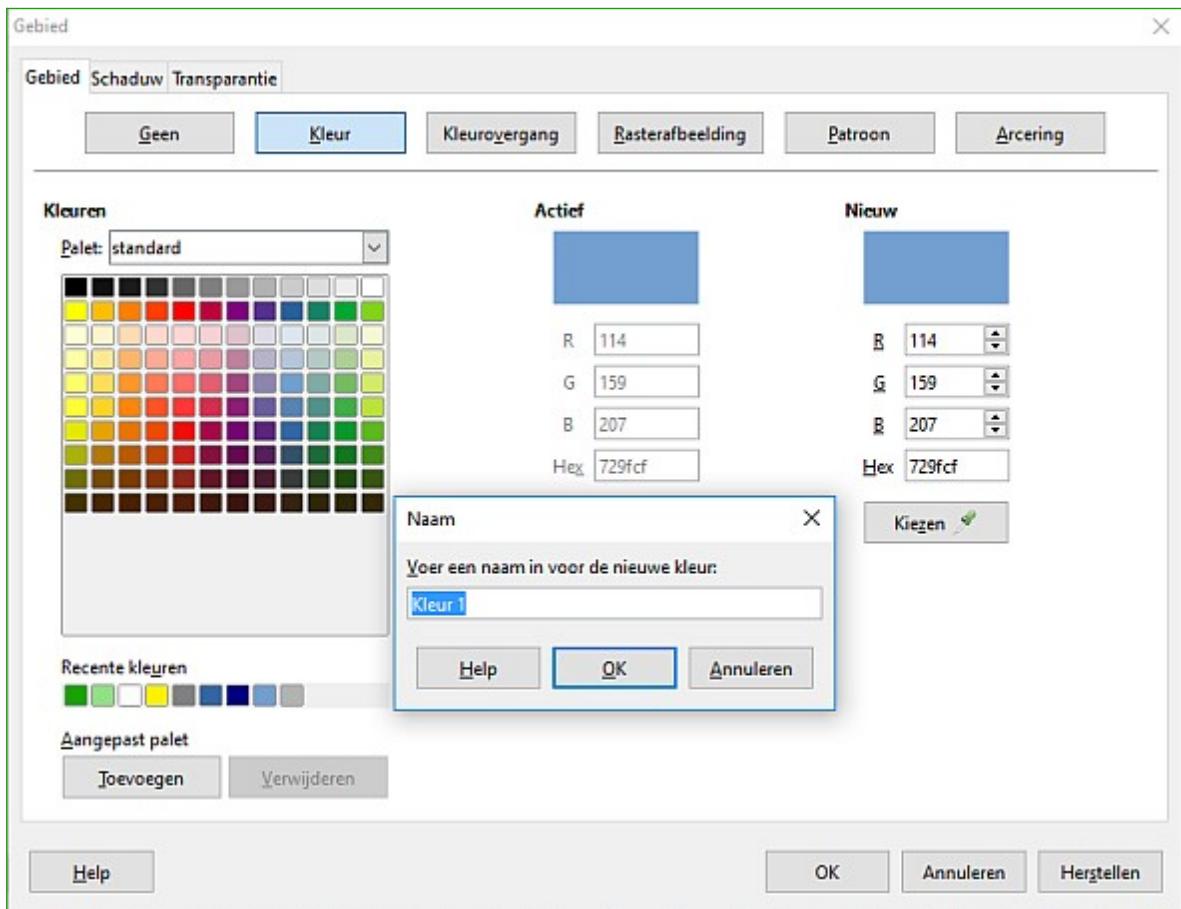 Gebied
Gebied Schaduw Transparantie
Geen Kleur Kleurovergang Rasterafbeelding Patroon Arcering
Kleuren Actief Nieuw
Palet: standard
R 114 R 114
G 159 G 159
B 207 B 207
Hex 729fcf Hex 729fcf
Kiezen
Naam
Voer een naam in voor de nieuwe kleur:
Kleur 1
Help OK Annuleren
Recente kleuren
Aangepast palet
Toevoegen Verwijderen
Help OK Annuleren Herstellen